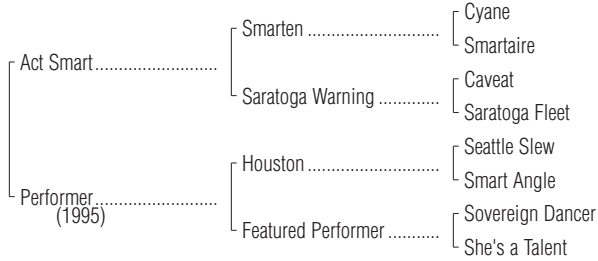 Cyane
Smarten ..............................
Smartaire
Act Smart............................
Caveat
Saratoga Warning ..............
Saratoga Fleet
Seattle Slew
Houston ..............................
Smart Angle
Performer............................
(1995)
Sovereign Dancer
Featured Performer ............
She's a Talent